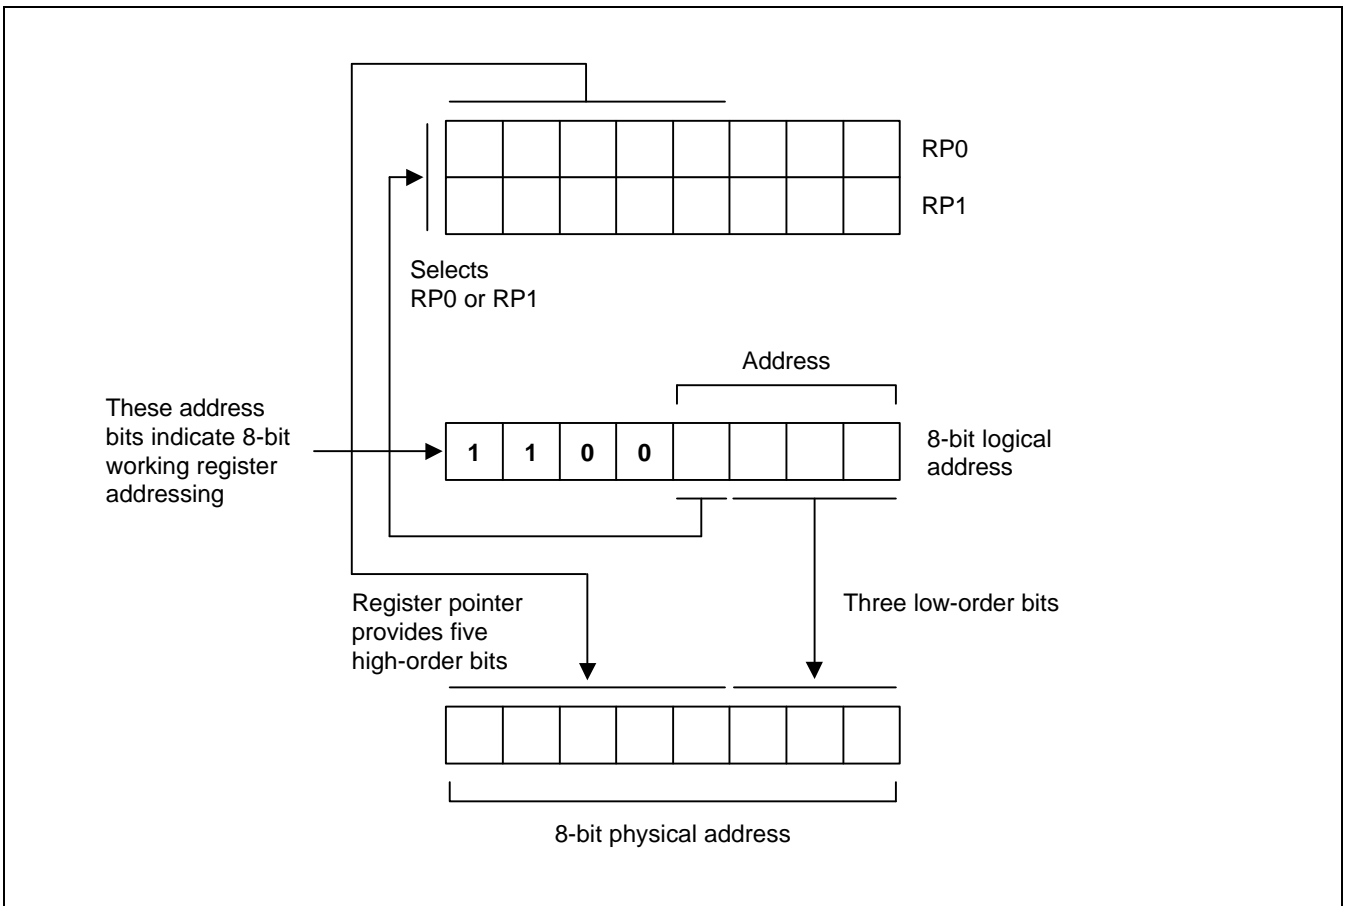 RP0
RP1
Selects
RP0 or RP1
Address
These address
bits indicate 8-bit
working register
addressing
1 1 0 0
8-bit logical
address
Register pointer
provides five
high-order bits
Three low-order bits
8-bit physical address